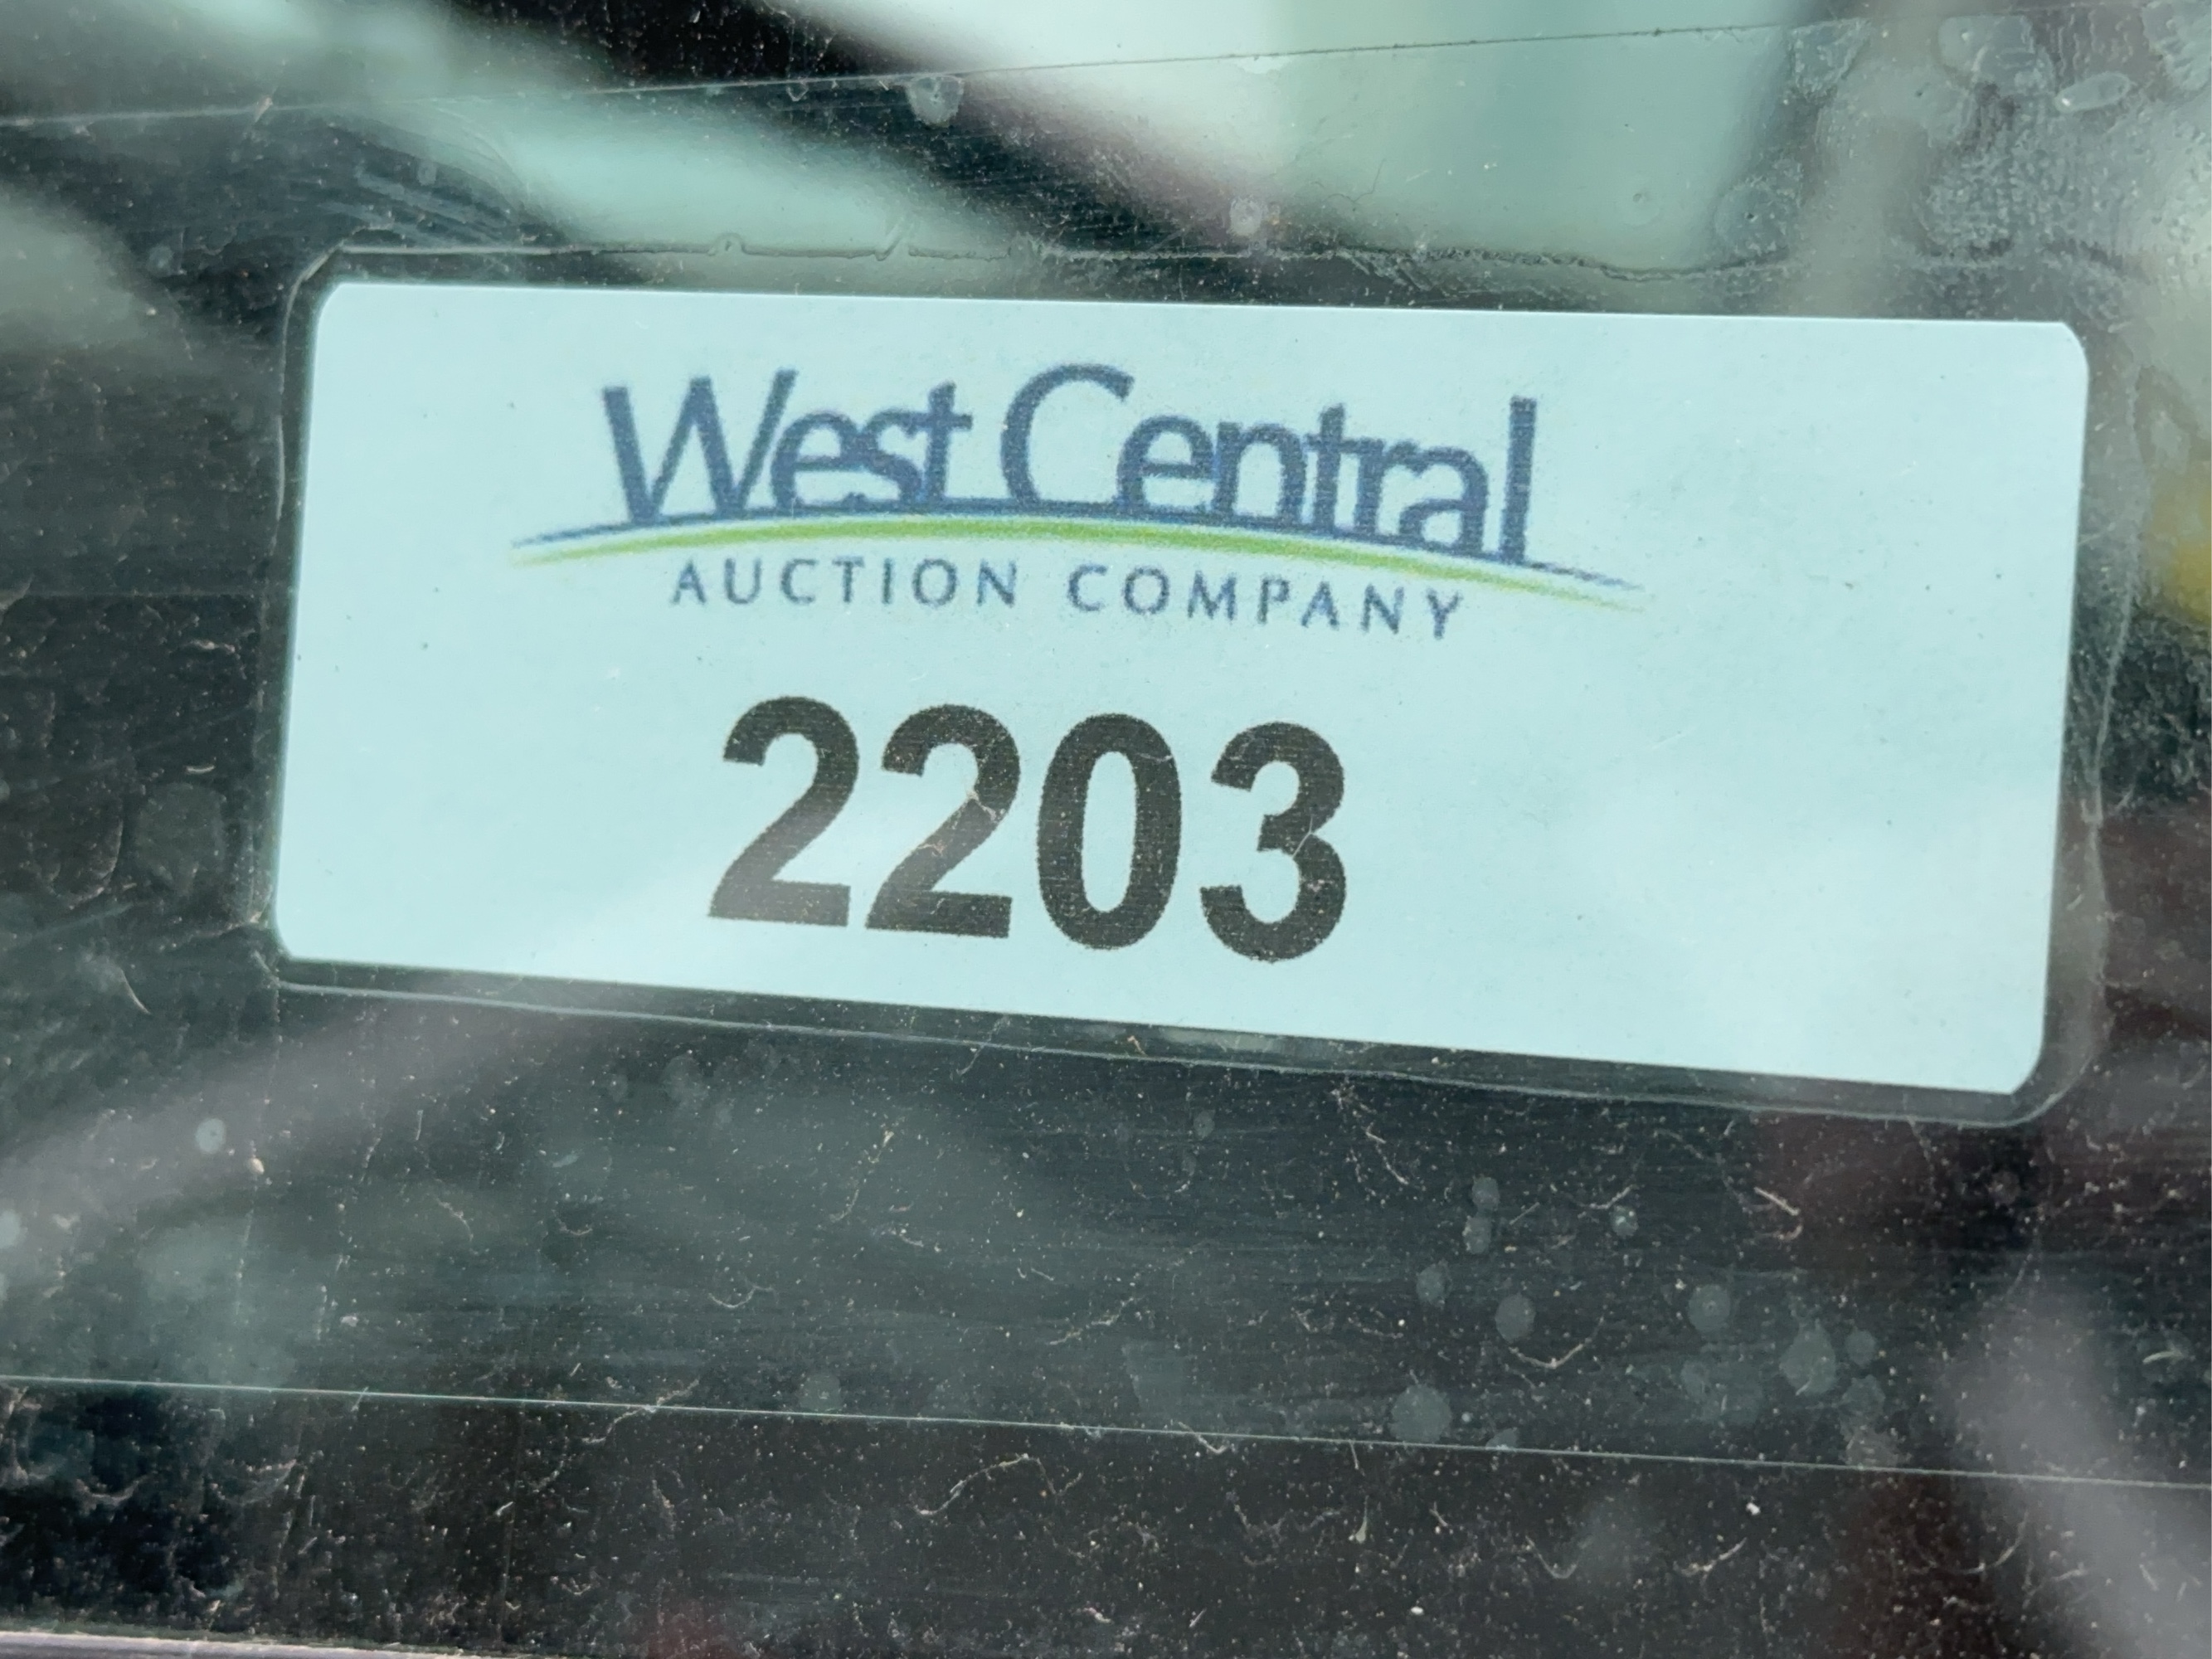 West Central
AUCTION COMPANY
2203